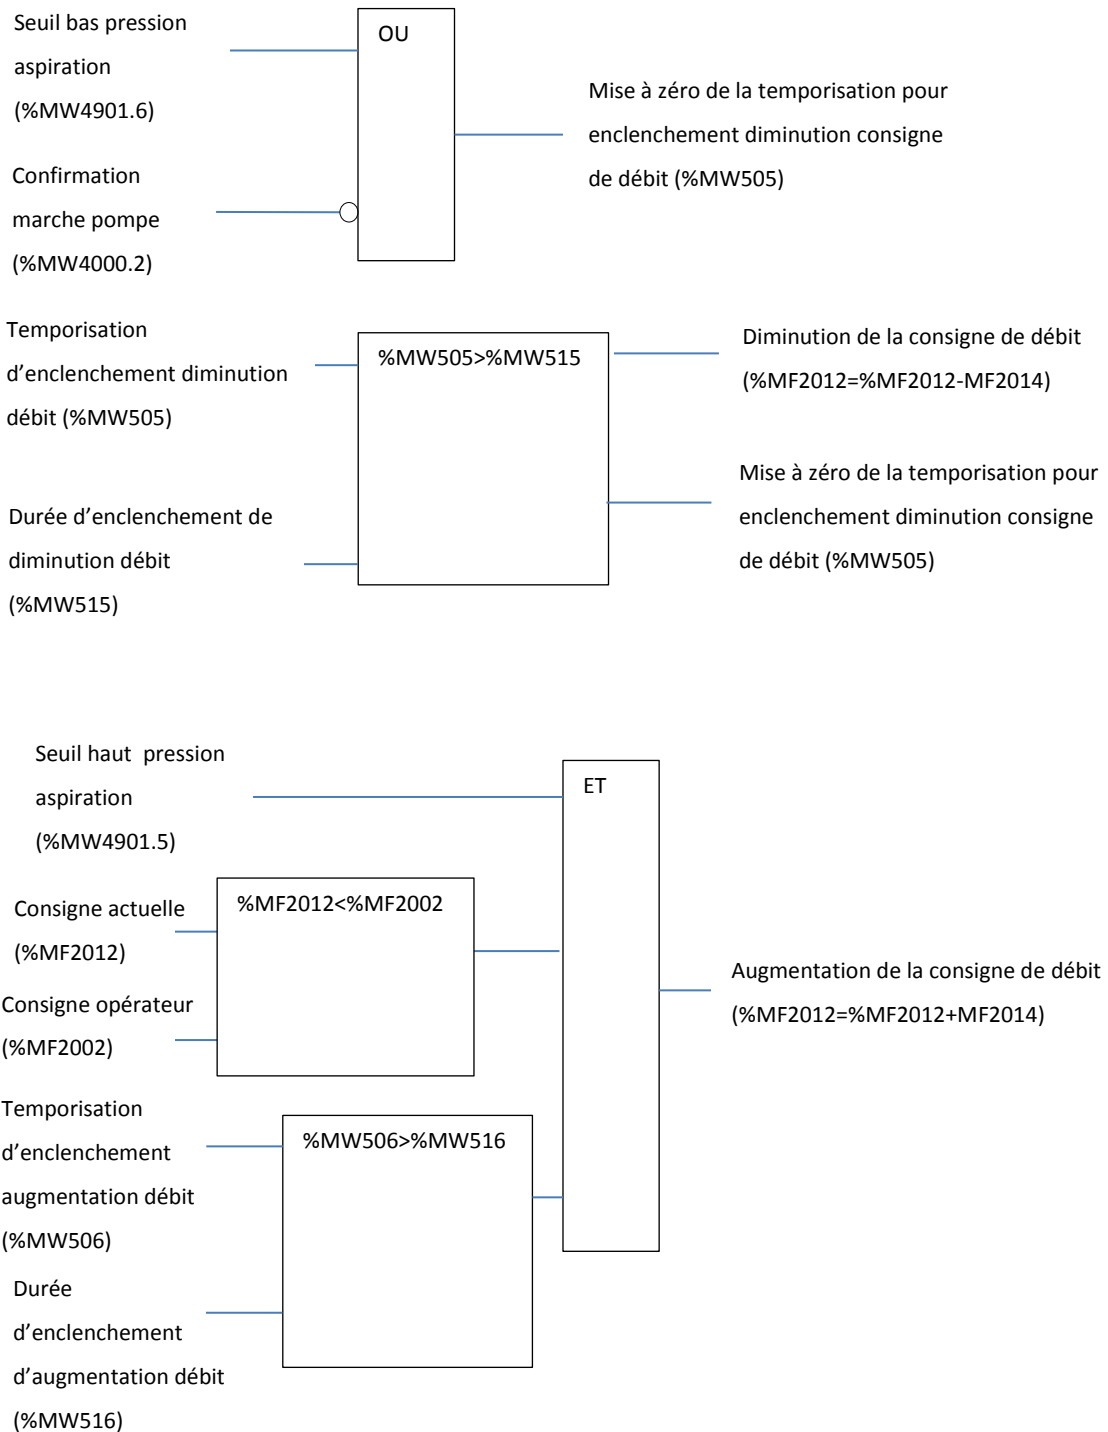 Seuil bas pression
aspiration
(%MW4901.6)
OU
Mise à zéro de la temporisation pour
enclenchement diminution consigne
de débit (%MW505)
Confirmation
marche pompe
(%MW4000.2)
Temporisation
d’enclenchement diminution
débit (%MW505)
%MW505>%MW515
Diminution de la consigne de débit
(%MF2012=%MF2012-MF2014)
Durée d’enclenchement de
diminution débit
(%MW515)
Mise à zéro de la temporisation pour
enclenchement diminution consigne
de débit (%MW505)
Seuil haut  pression
aspiration
(%MW4901.5)
ET
Consigne actuelle
(%MF2012)
%MF2012<%MF2002
Consigne opérateur
(%MF2002)
Augmentation de la consigne de débit
(%MF2012=%MF2012+MF2014)
Temporisation
d’enclenchement
augmentation débit
(%MW506)
%MW506>%MW516
Durée
d’enclenchement
d’augmentation débit
(%MW516)